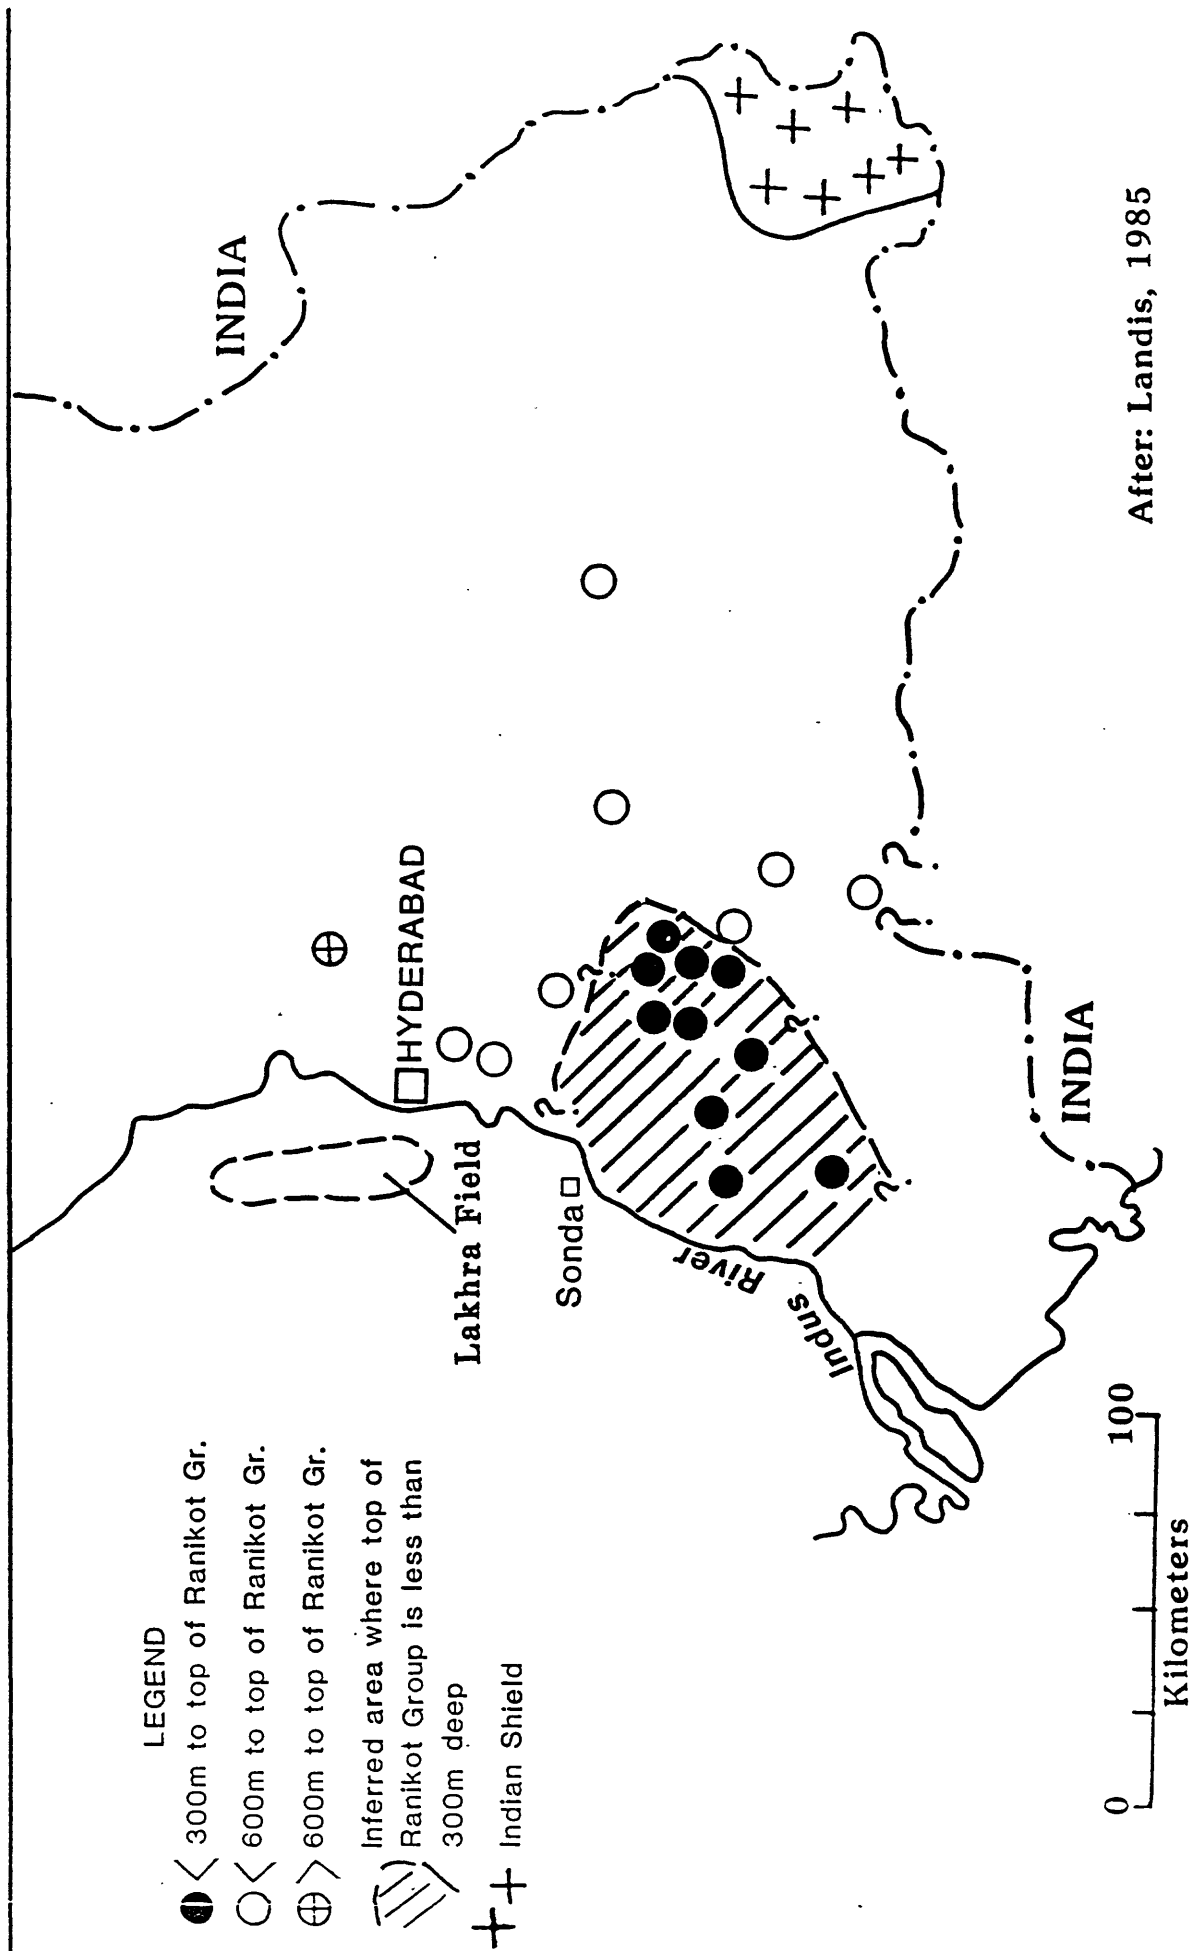 LEGEND
< 300m to top of Ranikot Gr.
< 600m to top of Ranikot Gr.
> 600m to top of Ranikot Gr.
Inferred area where top of
Ranikot Group is less than
300m deep
Indian Shield
INDIA
HYDERABAD
Lakhra Field
Sonda
Indus River
?
?
?
?
?
?
INDIA
0 100
Kilometers
After: Landis, 1985